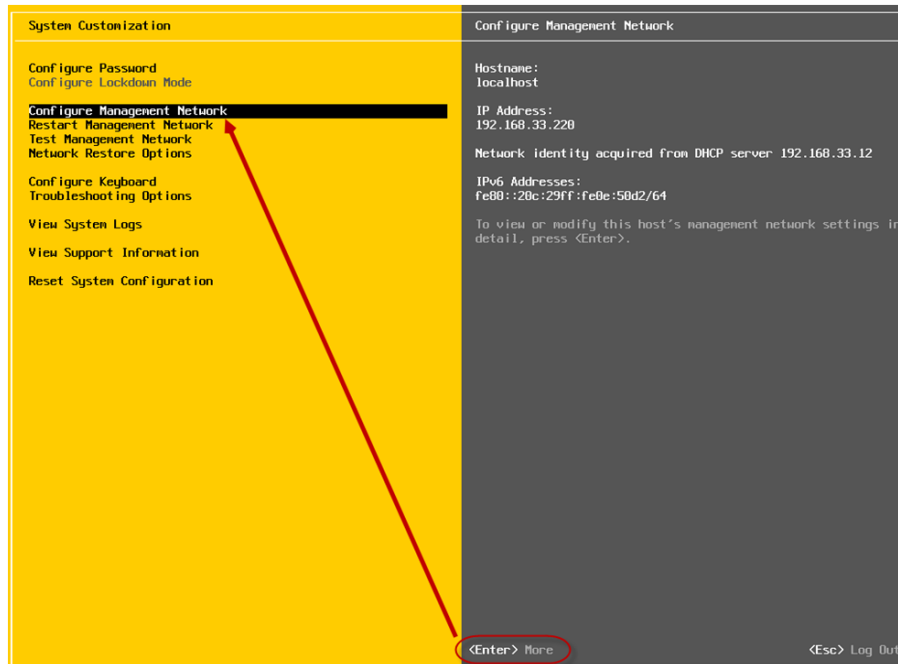 System Customization
Configure Password
Configure Lockdown Mode
Configure Management Network
Restart Management Network
Test Management Network
Network Restore Options
Configure Keyboard
Troubleshooting Options
View System Logs
View Support Information
Reset System Configuration
Configure Management Network
Hostname:
localhost
IP Address:
192.168.33.220
Network identity acquired from DHCP server 192.168.33.12
IPv6 Addresses:
fe80::20c:29ff:fe0e:50d2/64
To view or modify this host's management network settings in
detail, press <Enter>.
<Enter> More
<Esc> Log Out